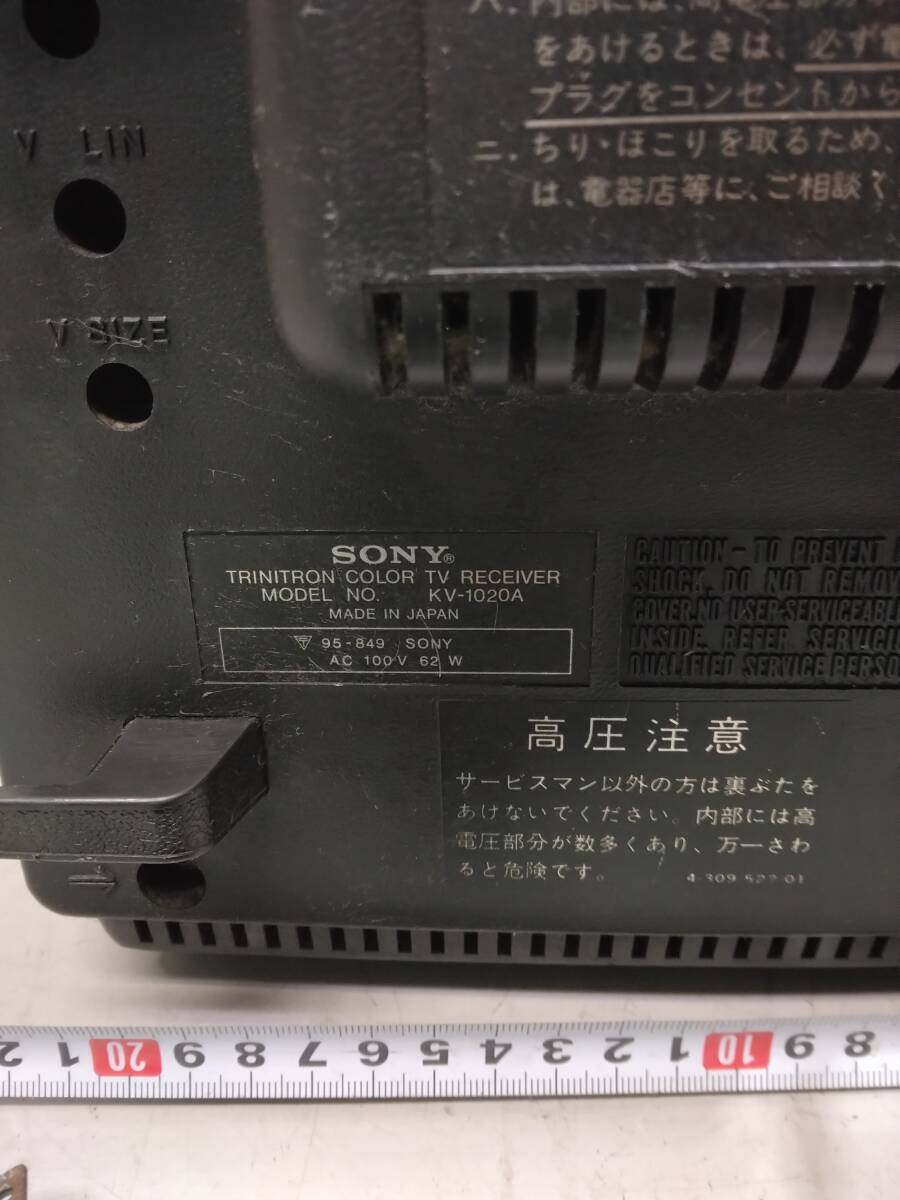 をあけるときは、必ず電
プラグをコンセントから
ニ．ちり・ほこりを取るため、
は、電器店等に、ご相談く
V LIN
V SIZE
SONY®
TRINITRON COLOR TV RECEIVER
MODEL NO. KV-1020A
MADE IN JAPAN
〒 95-849 SONY
AC 100V 62 W
CAUTION - TO PREVENT
SHOCK. DO NOT REMOV
COVER.NO USER-SERVICEABLE
INSIDE. REFER SERVICI
QUALIFIED SERVICE PERSO
高圧注意
サービスマン以外の方は裏ぶたを
あけないでください。内部には高
電圧部分が数多くあり、万一さわ
ると危険です。
4-309-522-01
2 1 20 9 8 7 6 5 4 3 2 1 10 9 8